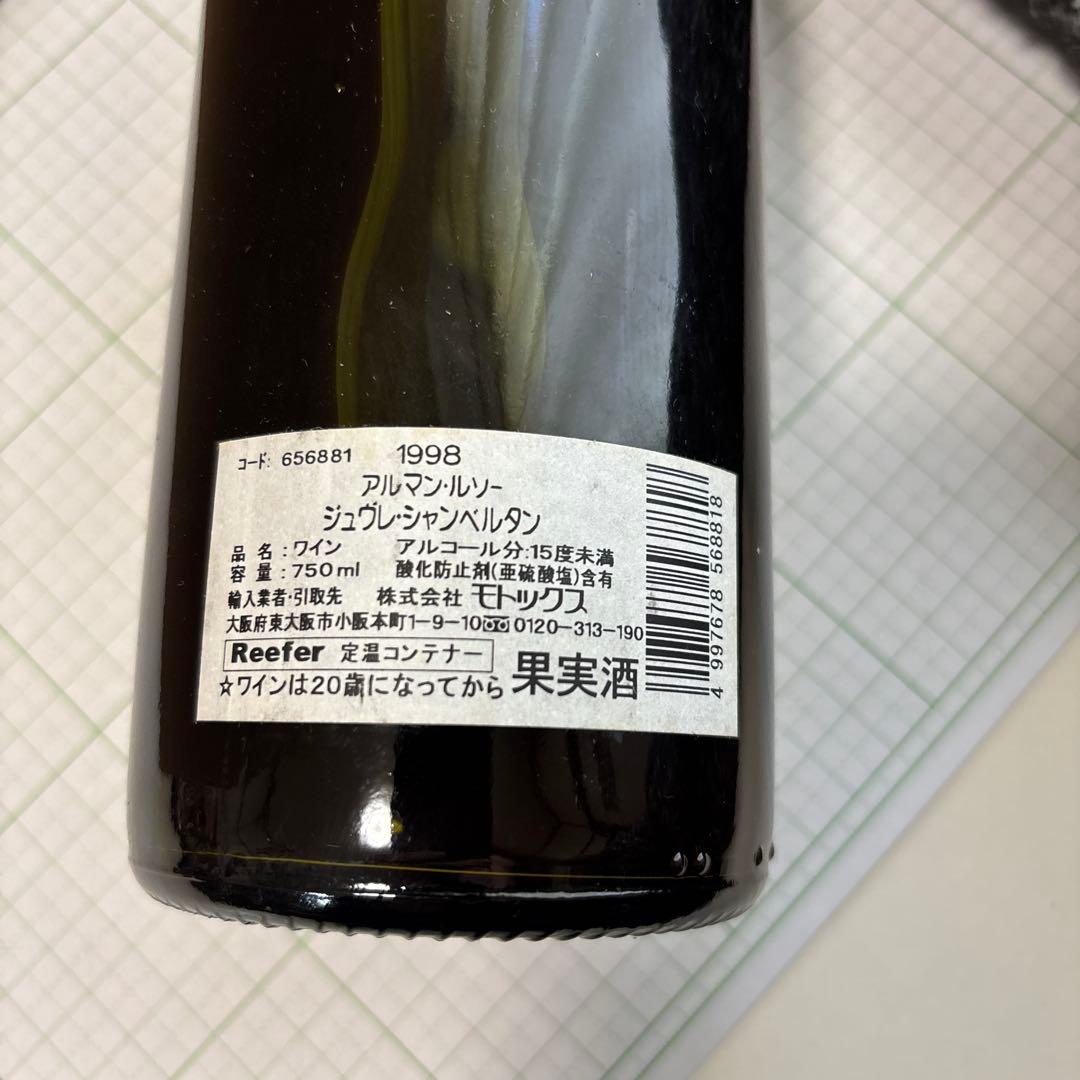 コード: 656881 1998
アルマン・ルソー
ジュヴレ・シャンベルタン
品名:ワイン アルコール分:15度未満
容量:750ml 酸化防止剤(亜硫酸塩)含有
輸入業者・引取先 株式会社 モトックス
大阪府東大阪市小阪本町1-9-10 0120-313-190
Reefer 定温コンテナー
果実酒
☆ワインは20歳になってから
4 997678 568818